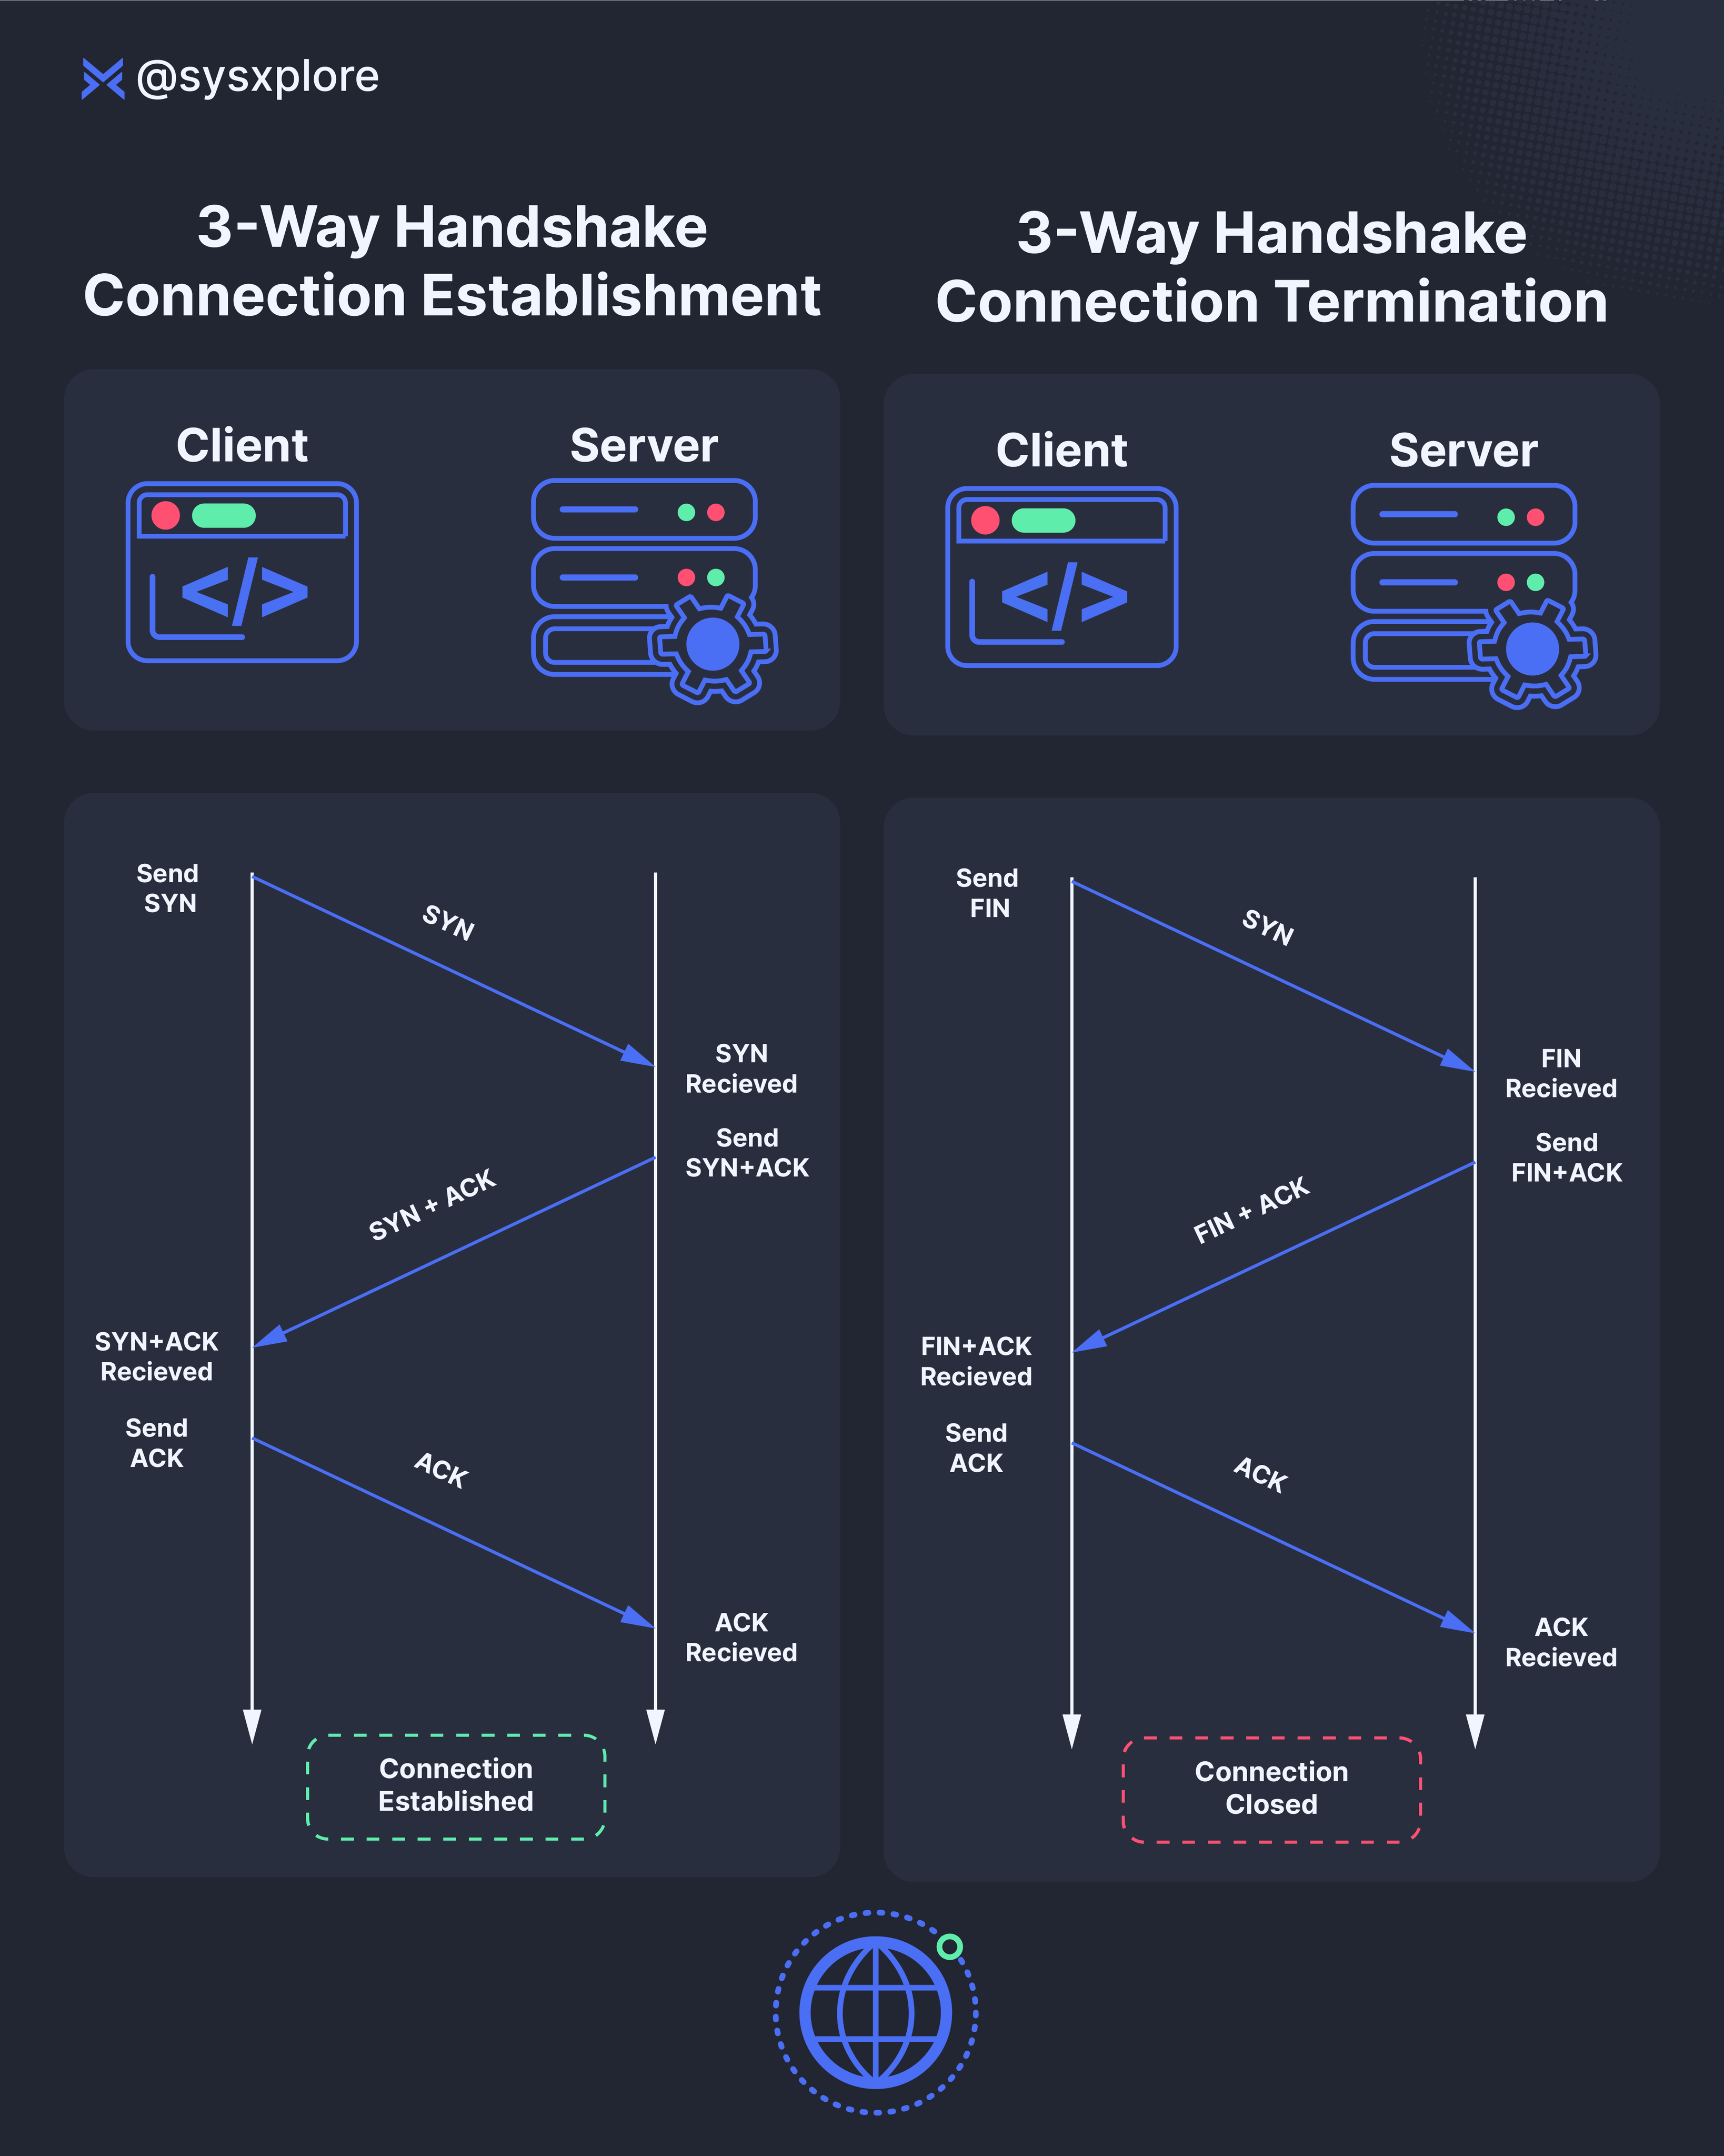 @sysxplore
3-Way Handshake
Connection Establishment
Client
Server
</>
Send
SYN
SYN
SYN
Recieved
Send
SYN+ACK
SYN + ACK
SYN+ACK
Recieved
Send
ACK
ACK
ACK
Recieved
Connection
Established
3-Way Handshake
Connection Termination
Client
Server
</>
Send
FIN
SYN
FIN
Recieved
Send
FIN+ACK
FIN + ACK
FIN+ACK
Recieved
Send
ACK
ACK
ACK
Recieved
Connection
Closed